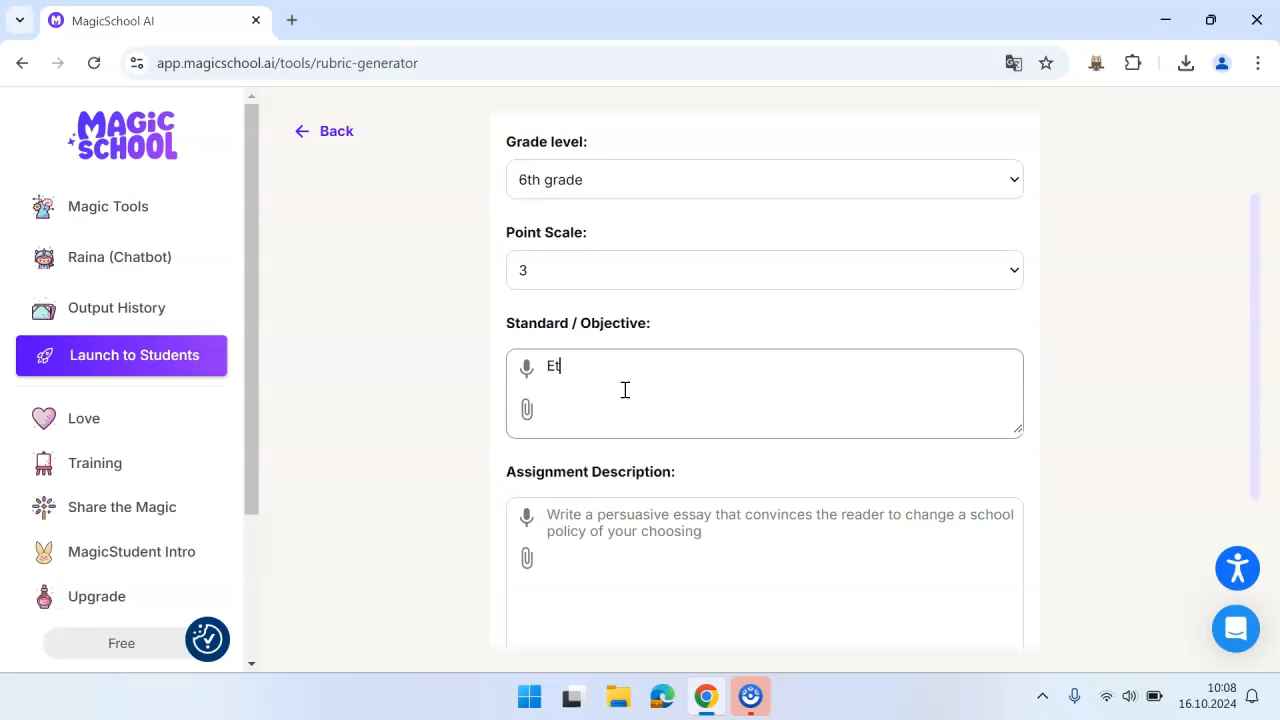 MagicSchool AI
app.magicschool.ai/tools/rubric-generator
MAGIC
SCHOOL
Magic Tools
Raina (Chatbot)
Output History
Launch to Students
Love
Training
Share the Magic
MagicStudent Intro
Upgrade
Free
Back
Grade level:
6th grade
Point Scale:
3
Standard / Objective:
Et
Assignment Description:
Write a persuasive essay that convinces the reader to change a school
policy of your choosing
10:08
16.10.2024